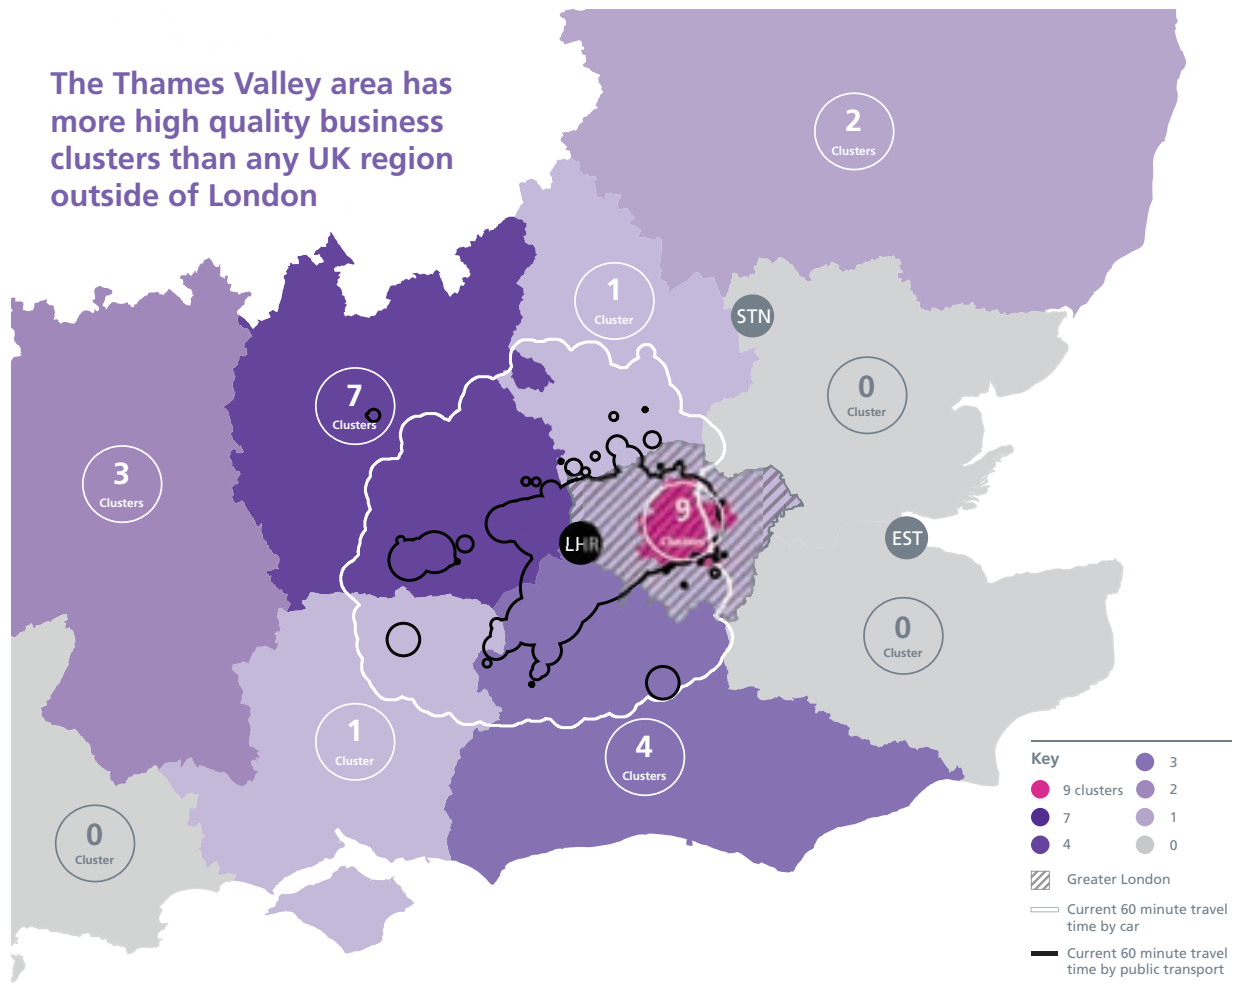 The Thames Valley area has
more high quality business
clusters than any UK region
outside of London
2
Clusters
1
Cluster
STN
7
Clusters
0
Cluster
3
Clusters
9
Clusters
LHR
EST
0
Cluster
1
Cluster
4
Clusters
0
Cluster
Key
9 clusters
7
4
3
2
1
0
Greater London
Current 60 minute travel
time by car
Current 60 minute travel
time by public transport